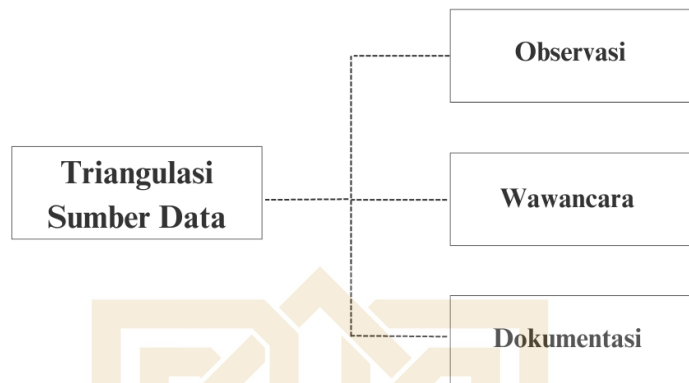 Observasi
Triangulasi
Sumber Data
Wawancara
Dokumentasi